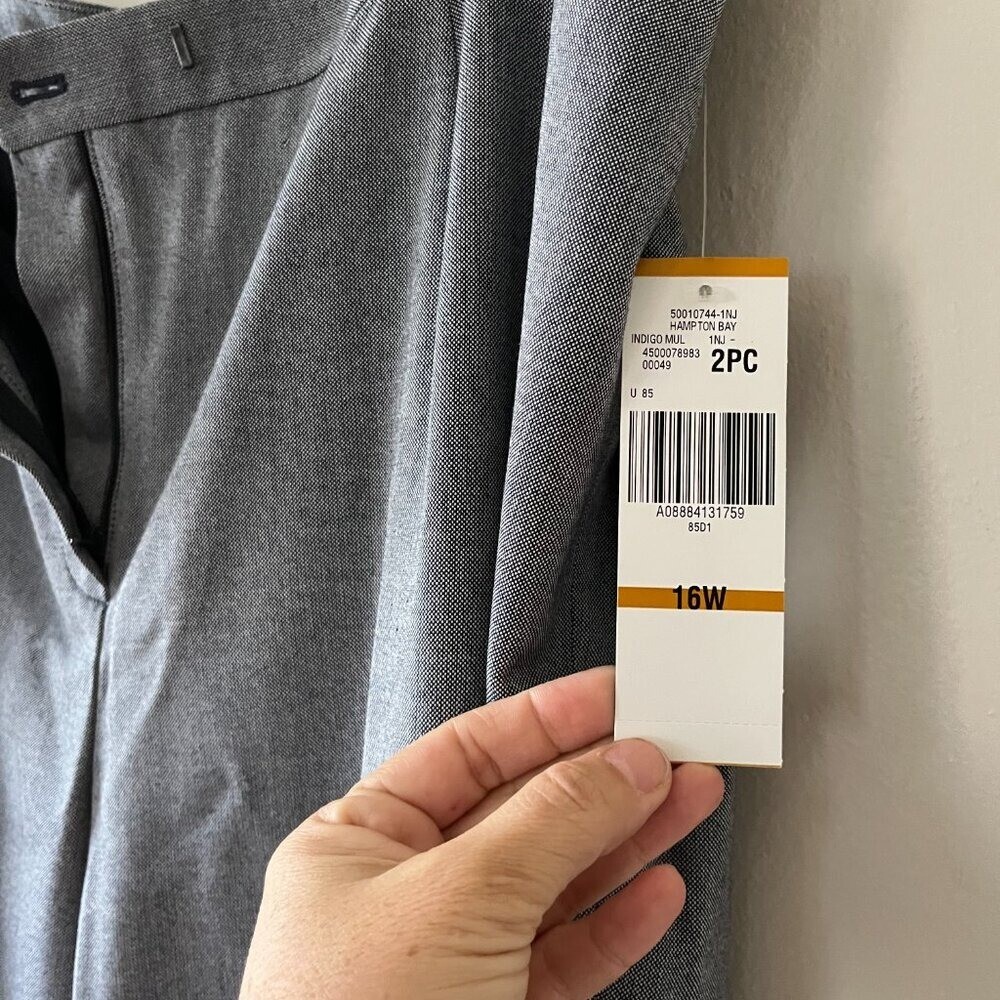 50010744-1NJ
HAMPTON BAY
INDIGO MUL 1NJ -
4500078983
00049 2PC
U 85
A08884131759
85D1
16W